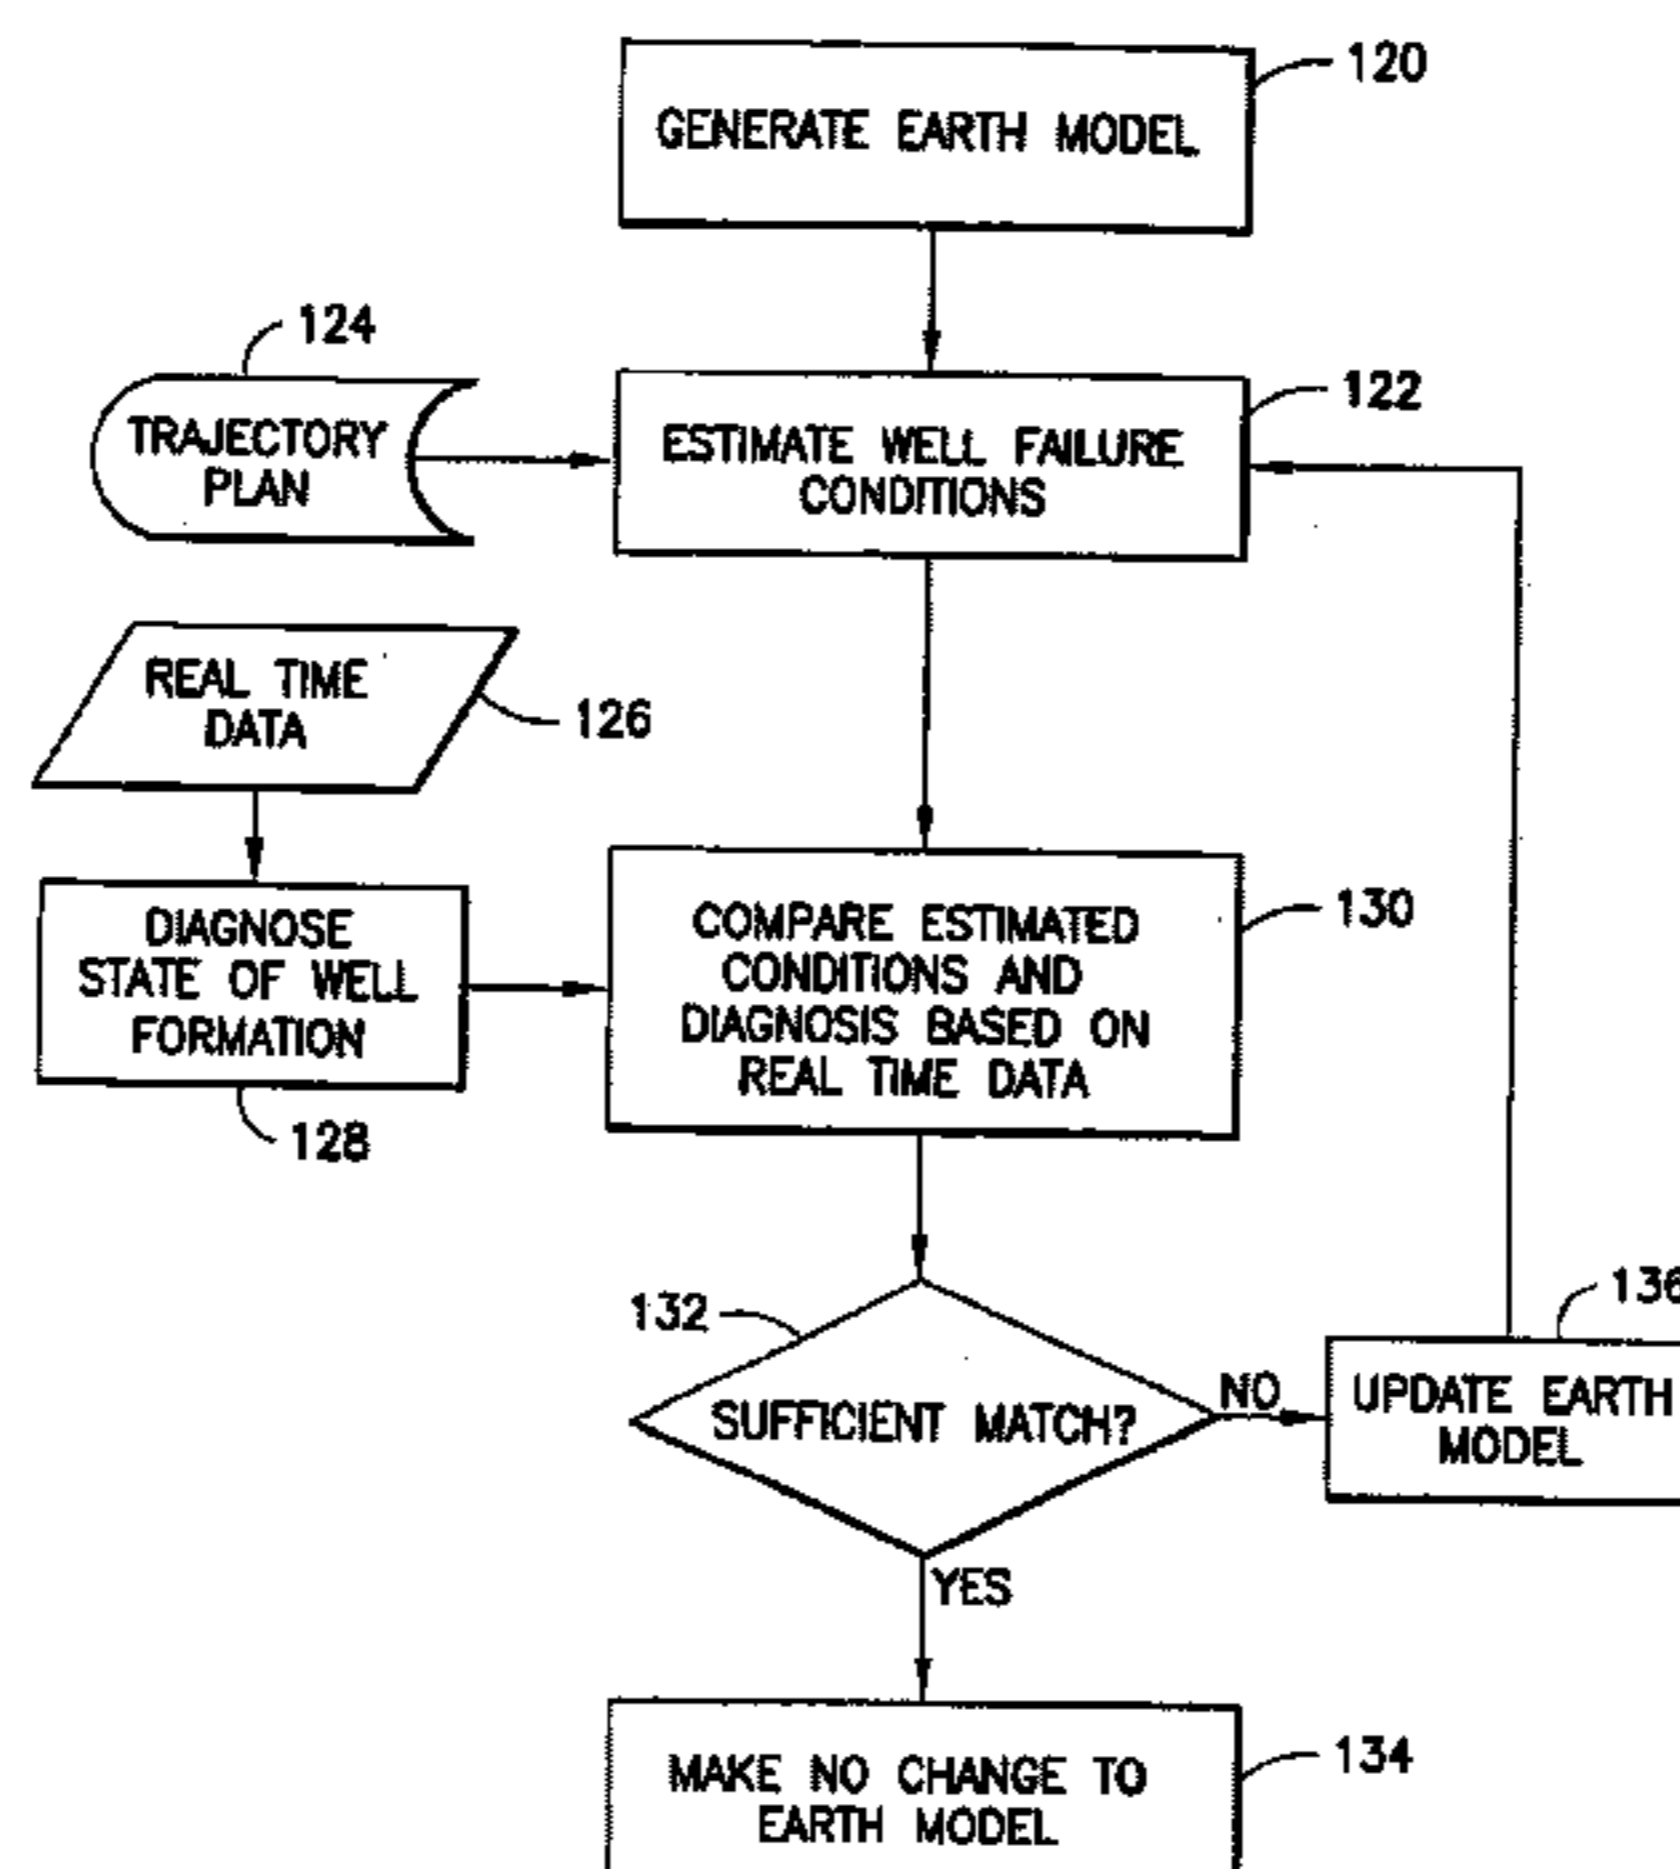 120
GENERATE EARTH MODEL
124
TRAJECTORY
PLAN
122
ESTIMATE WELL FAILURE
CONDITIONS
REAL TIME
DATA
126
DIAGNOSE
STATE OF WELL
FORMATION
128
130
COMPARE ESTIMATED
CONDITIONS AND
DIAGNOSIS BASED ON
REAL TIME DATA
132
SUFFICIENT MATCH?
NO
136
UPDATE EARTH
MODEL
YES
134
MAKE NO CHANGE TO
EARTH MODEL